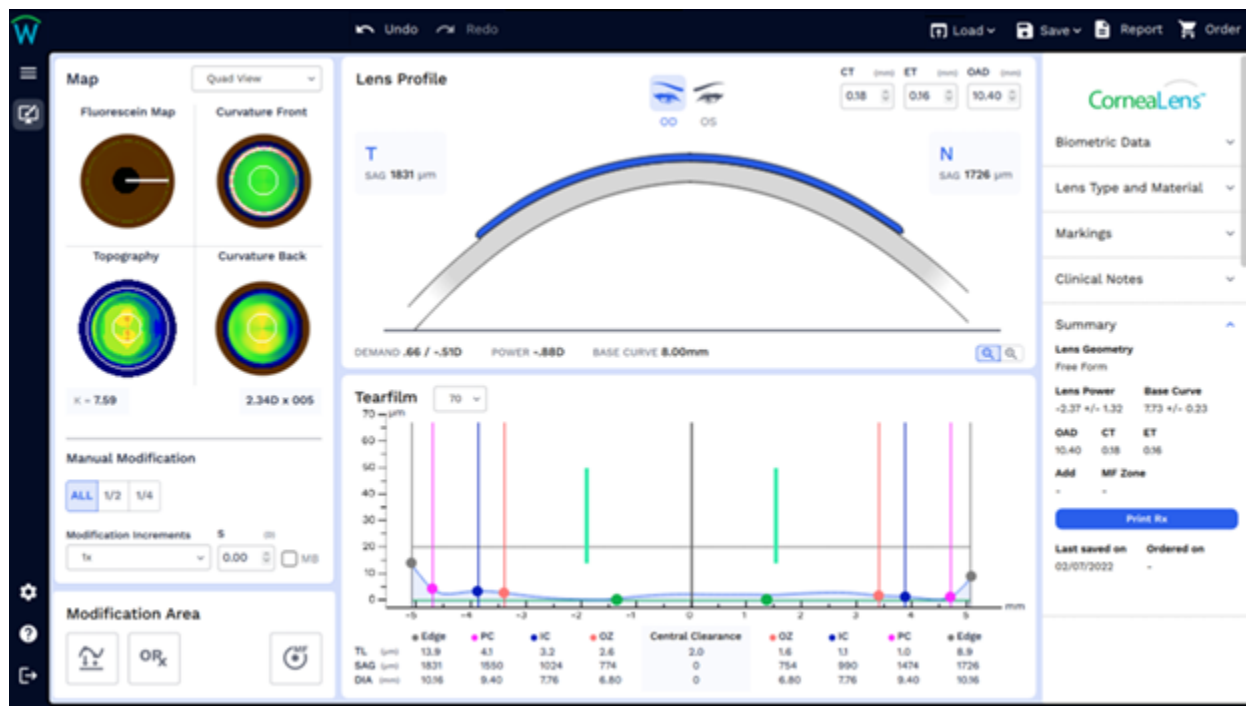 W
Undo
Redo
Load
Save
Report
Order
Map
Quad View
Fluorescein Map
Curvature Front
Topography
Curvature Back
K = 7.59
2.34D x 005
Manual Modification
ALL 1/2 1/4
Modification Increments S (D)
1x 0.00 MB
Modification Area
ORx
MF
Lens Profile
OD OS
CT (mm) ET (mm) OAD (mm)
0.18 0.16 10.40
T
SAG 1831 μm
N
SAG 1726 μm
DEMAND .66 / -.51D POWER -.88D BASE CURVE 8.00mm
Tearfilm 70
70 μm
60
50
40
30
20
10
0
-5 -4 -3 -2 -1 0 1 2 3 4 5 mm
Edge PC IC OZ Central Clearance OZ IC PC Edge
TL (μm) 13.9 4.1 3.2 2.6 2.0 1.6 1.1 1.0 8.9
SAG (μm) 1831 1550 1024 774 0 754 990 1474 1726
DIA (mm) 10.16 9.40 7.76 6.80 0 6.80 7.76 9.40 10.16
CorneaLens
Biometric Data
Lens Type and Material
Markings
Clinical Notes
Summary
Lens Geometry
Free Form
Lens Power Base Curve
-2.37 +/- 1.32 7.73 +/- 0.23
OAD CT ET
10.40 0.18 0.16
Add MF Zone
- -
Print Rx
Last saved on Ordered on
02/07/2022 -